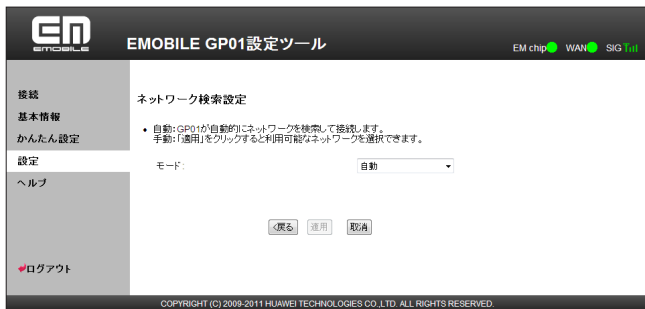 EM
EMOBILE
EMOBILE GP01設定ツール
EM chip WAN SIG
接続
基本情報
かんたん設定
設定
ヘルプ
ログアウト
ネットワーク検索設定
• 自動：GP01が自動的にネットワークを検索して接続します。
手動：「適用」をクリックすると利用可能なネットワークを選択できます。
モード:
自動
<戻る 適用 取消
COPYRIGHT (C) 2009-2011 HUAWEI TECHNOLOGIES CO.,LTD. ALL RIGHTS RESERVED.